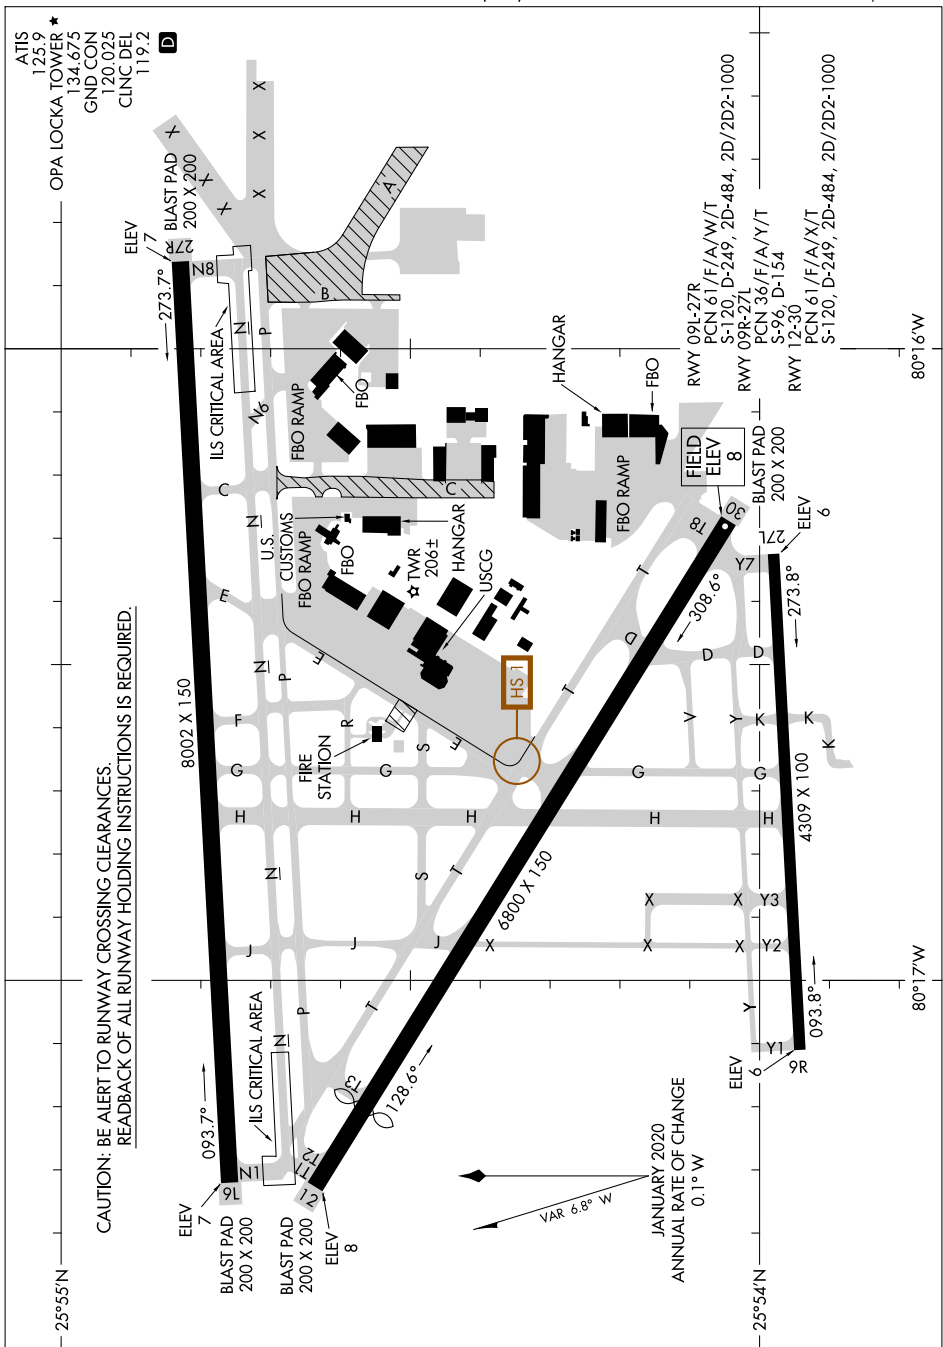 ATIS
125.9
OPA LOCKA TOWER ★
134.675
GND CON
120.025
CLNC DEL
119.2
D
CAUTION: BE ALERT TO RUNWAY CROSSING CLEARANCES.
READBACK OF ALL RUNWAY HOLDING INSTRUCTIONS IS REQUIRED.
25°55'N
25°54'N
80°16'W
80°17'W
ELEV
7
27R
BLAST PAD
200 X 200
273.7°
N8
X
X
X
X
X
X
A
B
ILS CRITICAL AREA
N
P
N6
FBO RAMP
FBO
C
C
N
U.S.
CUSTOMS
FBO RAMP
FBO
HANGAR
TWR
206±
HANGAR
USCG
E
8002 X 150
N
P
F
F
R
FIRE
STATION
S
F
G
G
H
H
H
HS 1
N
P
S
T
J
J
J
ILS CRITICAL AREA
N
093.7°
9L
N1
ELEV
7
BLAST PAD
200 X 200
T1
T2
T3
T
12
128.6°
ELEV
8
BLAST PAD
200 X 200
6800 X 150
T
T
D
308.6°
T8
30
FIELD
ELEV
8
HANGAR
FBO
FBO RAMP
BLAST PAD
200 X 200
RWY 09L-27R
PCN 61/F/A/W/T
S-120, D-249, 2D-484, 2D/2D2-1000
RWY 09R-27L
PCN 36/F/A/Y/T
S-96, D-154
RWY 12-30
PCN 61/F/A/X/T
S-120, D-249, 2D-484, 2D/2D2-1000
ELEV
6
27L
Y7
273.8°
D
D
V
Y
K
K
K
G
G
H
H
4309 X 100
X
X
Y3
X
X
X
Y2
Y
Y1
9R
093.8°
ELEV
6
VAR 6.8° W
JANUARY 2020
ANNUAL RATE OF CHANGE
0.1° W